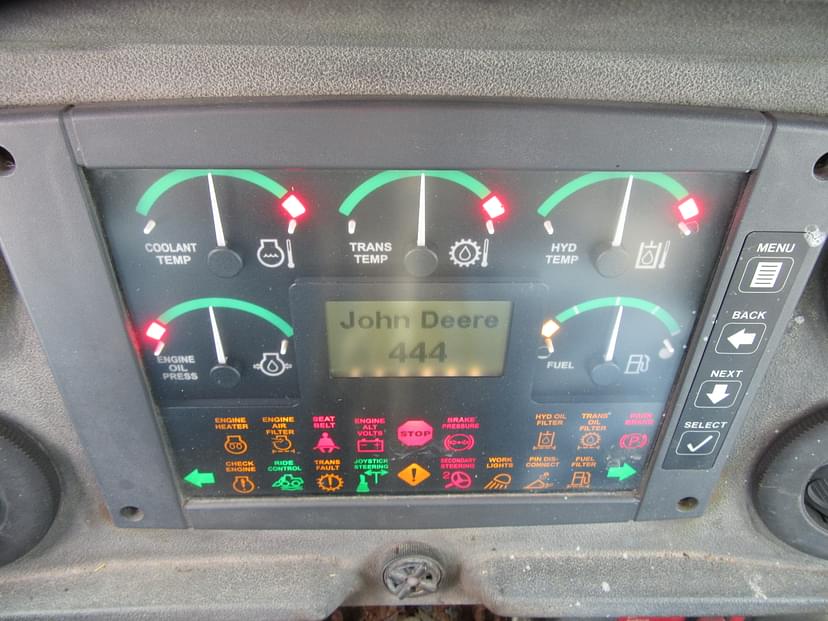 COOLANT
TEMP
TRANS
TEMP
HYD
TEMP
MENU
BACK
NEXT
SELECT
ENGINE
OIL
PRESS
John Deere
444
FUEL
ENGINE
HEATER
ENGINE
AIR
FILTER
SEAT
BELT
ENGINE
ALT
VOLTS
STOP
BRAKE
PRESSURE
HYD OIL
FILTER
TRANS
OIL
FILTER
PARK
BRAKE
CHECK
ENGINE
RIDE
CONTROL
TRANS
FAULT
JOYSTICK
STEERING
SECONDARY
STEERING
2
WORK
LIGHTS
PIN DIS-
CONNECT
FUEL
FILTER